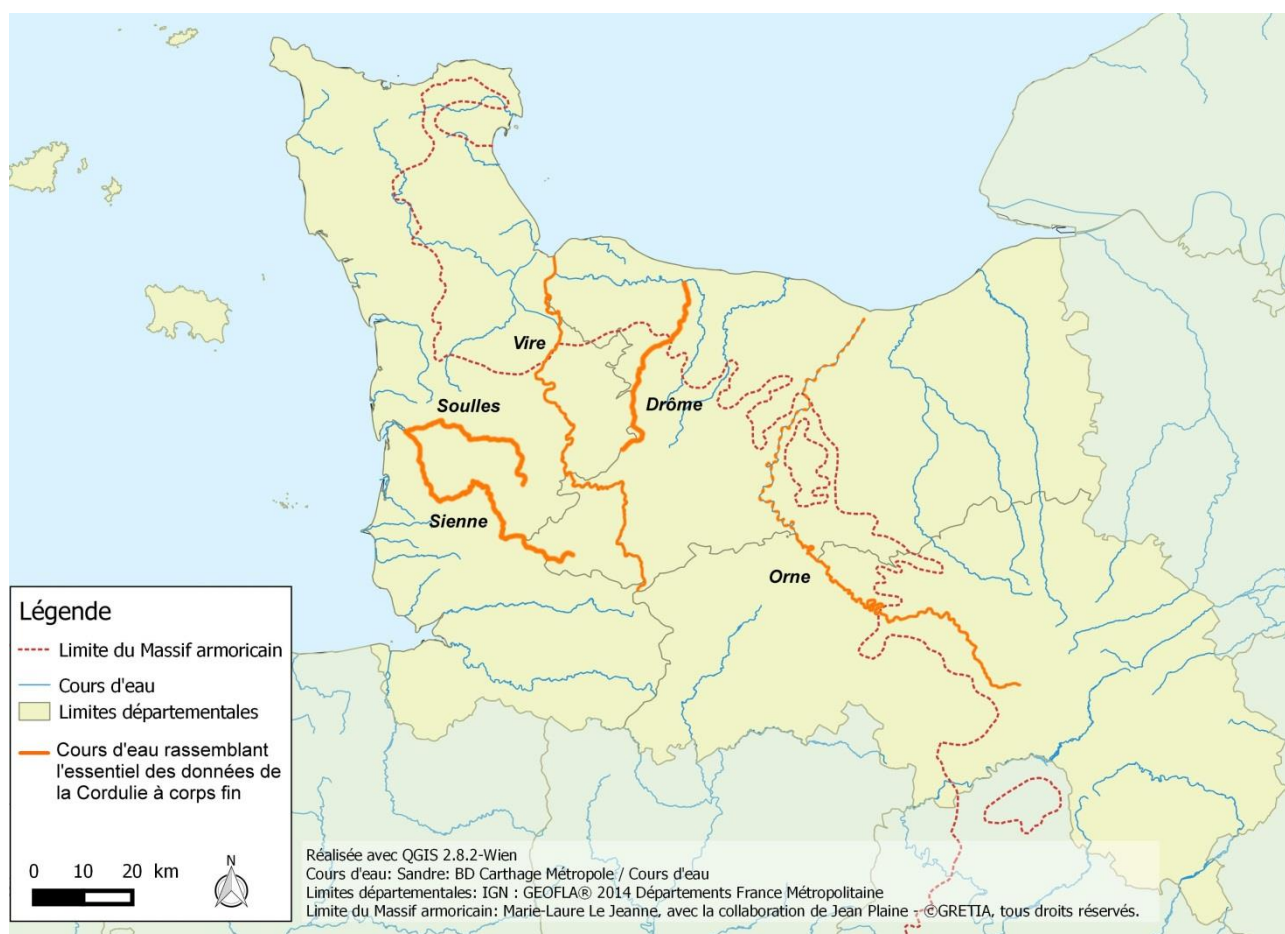 Vire
Soulles
Drôme
Sienne
Orne
Légende
Limite du Massif armoricain
Cours d'eau
Limites départementales
Cours d'eau rassemblant
l'essentiel des données de
la Cordulie à corps fin
0 10 20 km
N
Réalisée avec QGIS 2.8.2-Wien
Cours d'eau: Sandre: BD Carthage Métropole / Cours d'eau
Limites départementales: IGN : GEOFLA® 2014 Départements France Métropolitaine
Limite du Massif armoricain: Marie-Laure Le Jeanne, avec la collaboration de Jean Plaine - ©GRETIA, tous droits réservés.